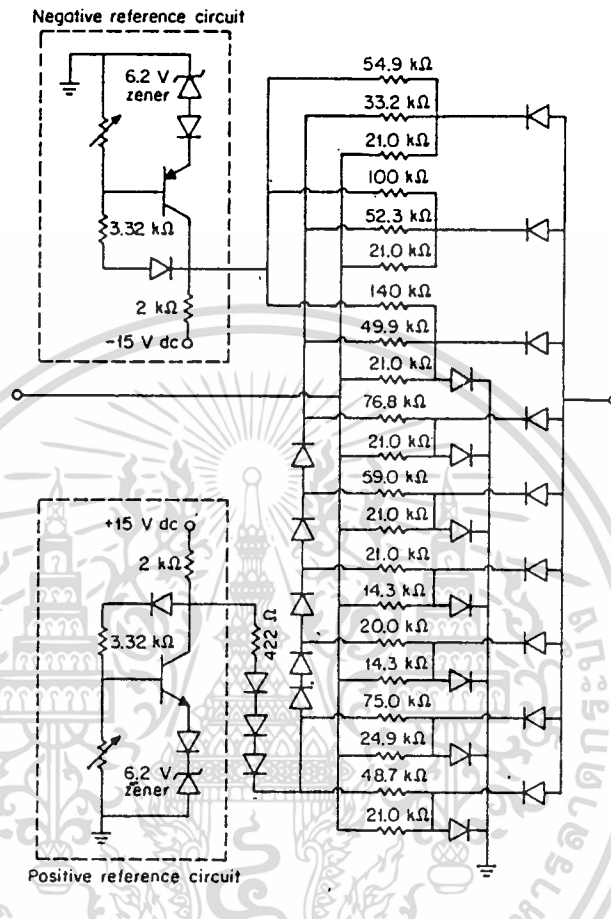 Negative reference circuit
6.2 V
zener
3.32 kΩ
2 kΩ
-15 V dc
54.9 kΩ
33.2 kΩ
21.0 kΩ
100 kΩ
52.3 kΩ
21.0 kΩ
140 kΩ
49.9 kΩ
21.0 kΩ
76.8 kΩ
21.0 kΩ
59.0 kΩ
21.0 kΩ
21.0 kΩ
14.3 kΩ
20.0 kΩ
14.3 kΩ
75.0 kΩ
24.9 kΩ
48.7 kΩ
21.0 kΩ
+15 V dc
2 kΩ
3.32 kΩ
422 Ω
6.2 V
zener
Positive reference circuit